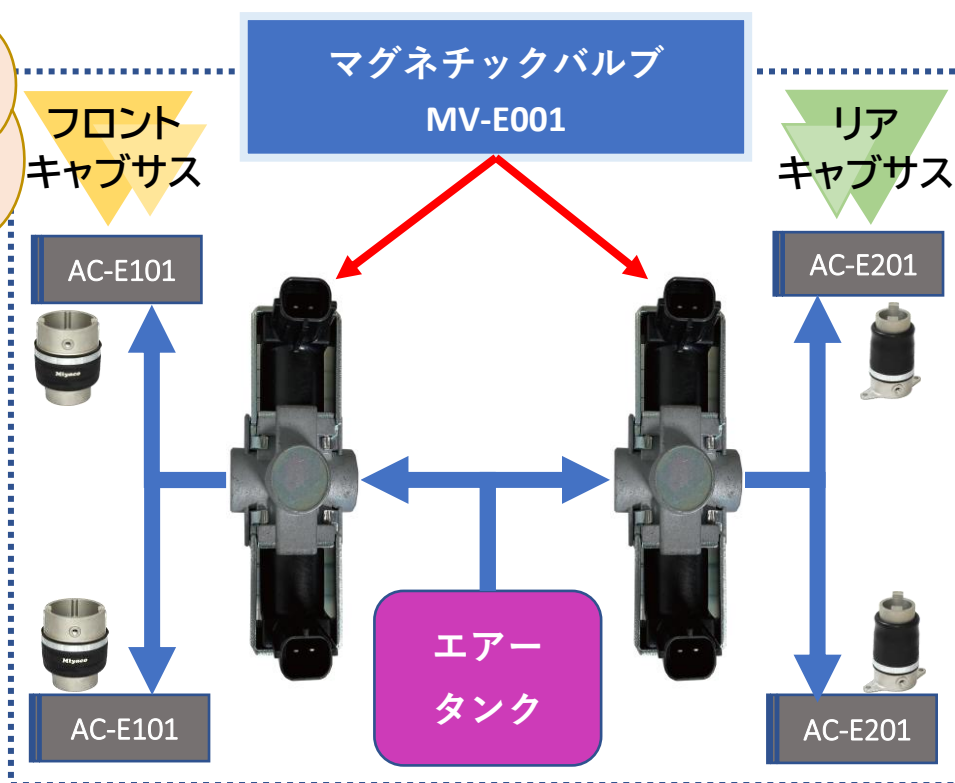 マグネチックバルブ
MV-E001
フロント
キャブサス
リア
キャブサス
AC-E101
AC-E201
Miyaco
Miyaco
エアー
タンク
AC-E101
AC-E201